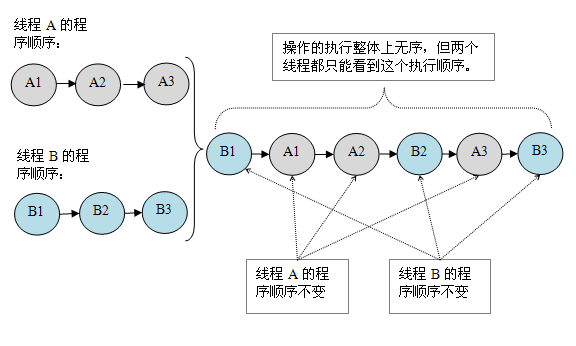 线程 A 的程
序顺序：
A1
A2
A3
线程 B 的程
序顺序：
B1
B2
B3
操作的执行整体上无序，但两个
线程都只能看到这个执行顺序。
B1
A1
A2
B2
A3
B3
线程 A 的程
序顺序不变
线程 B 的程
序顺序不变